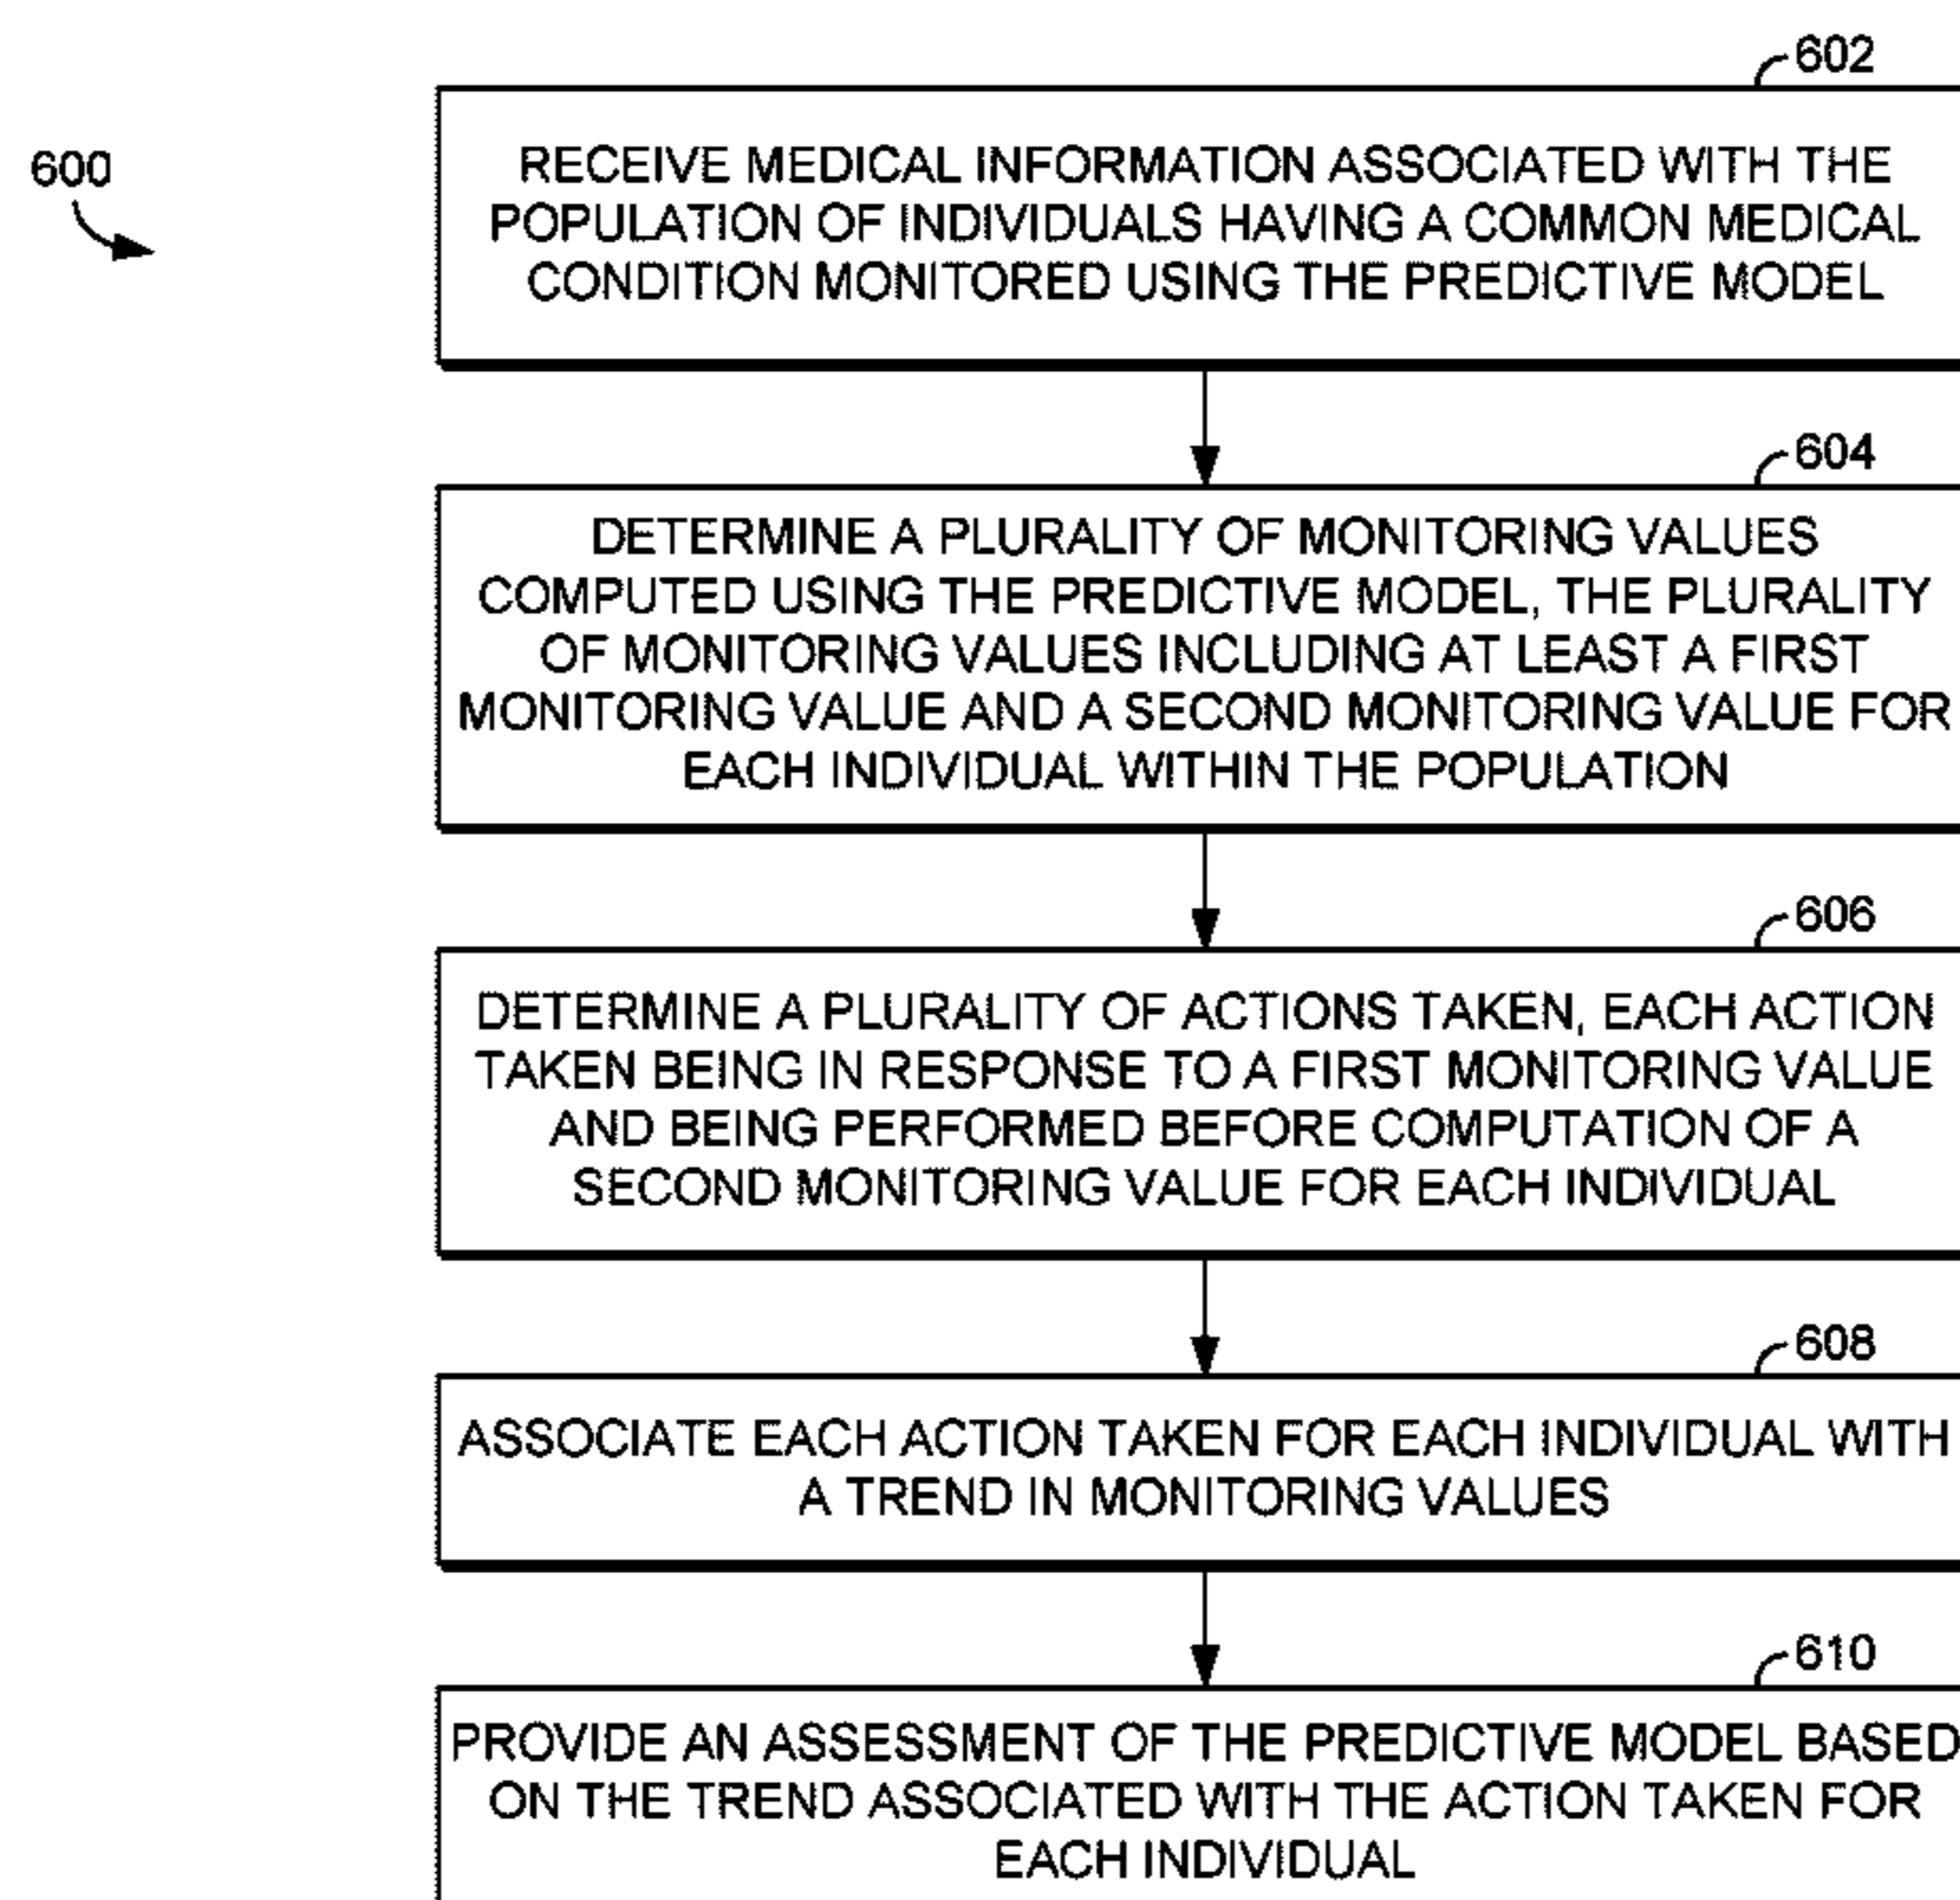 602
600
RECEIVE MEDICAL INFORMATION ASSOCIATED WITH THE
POPULATION OF INDIVIDUALS HAVING A COMMON MEDICAL
CONDITION MONITORED USING THE PREDICTIVE MODEL
604
DETERMINE A PLURALITY OF MONITORING VALUES
COMPUTED USING THE PREDICTIVE MODEL, THE PLURALITY
OF MONITORING VALUES INCLUDING AT LEAST A FIRST
MONITORING VALUE AND A SECOND MONITORING VALUE FOR
EACH INDIVIDUAL WITHIN THE POPULATION
606
DETERMINE A PLURALITY OF ACTIONS TAKEN, EACH ACTION
TAKEN BEING IN RESPONSE TO A FIRST MONITORING VALUE
AND BEING PERFORMED BEFORE COMPUTATION OF A
SECOND MONITORING VALUE FOR EACH INDIVIDUAL
608
ASSOCIATE EACH ACTION TAKEN FOR EACH INDIVIDUAL WITH
A TREND IN MONITORING VALUES
610
PROVIDE AN ASSESSMENT OF THE PREDICTIVE MODEL BASED
ON THE TREND ASSOCIATED WITH THE ACTION TAKEN FOR
EACH INDIVIDUAL